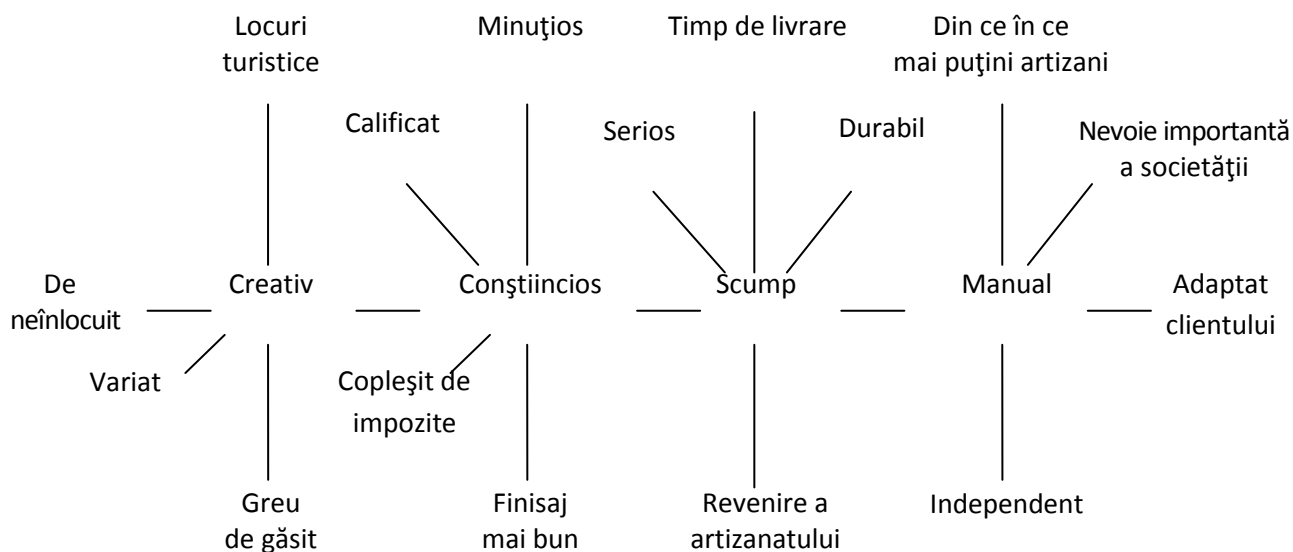 Locuri
turistice
Minuţios
Timp de livrare
Din ce în ce
mai puţini artizani
Calificat
Serios
Durabil
Nevoie importantă
a societăţii
De
neînlocuit
Creativ
Conştiincios
Scump
Manual
Adaptat
clientului
Variat
Copleşit de
impozite
Greu
de găsit
Finisaj
mai bun
Revenire a
artizanatului
Independent